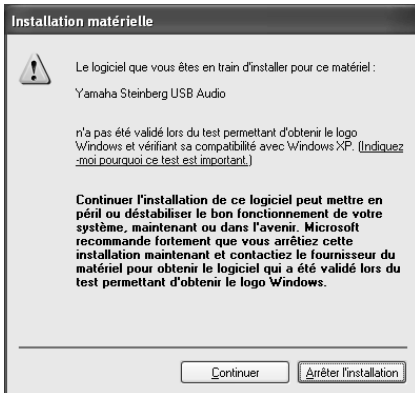 Installation matérielle
Le logiciel que vous êtes en train d'installer pour ce matériel :
Yamaha Steinberg USB Audio
n'a pas été validé lors du test permettant d'obtenir le logo
Windows et vérifiant sa compatibilité avec Windows XP. (Indiquez
-moi pourquoi ce test est important.)
Continuer l'installation de ce logiciel peut mettre en
péril ou déstabiliser le bon fonctionnement de votre
système, maintenant ou dans l'avenir. Microsoft
recommande fortement que vous arrêtiez cette
installation maintenant et contactiez le fournisseur du
matériel pour obtenir le logiciel qui a été validé lors du
test permettant d'obtenir le logo Windows.
Continuer
Arrêter l'installation